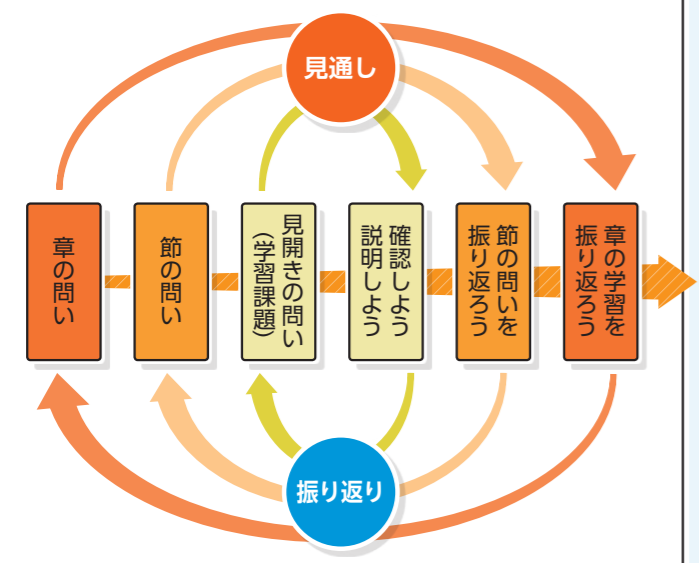 見通し
章の問い
節の問い
見開きの問い
(学習課題)
確認しよう
説明しよう
節の問いを
振り返ろう
章の学習を
振り返ろう
振り返り